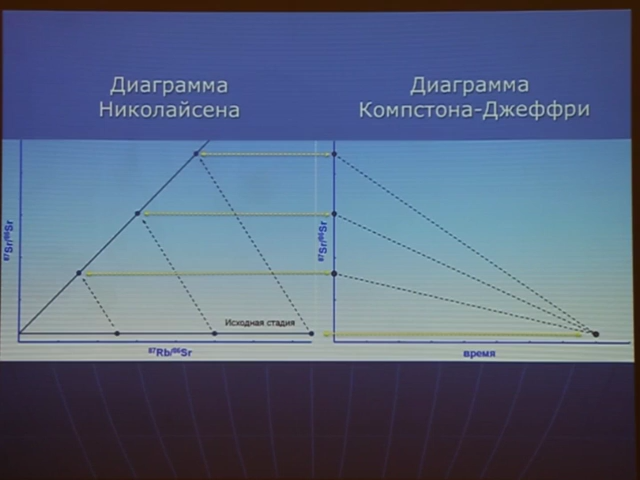 Диаграмма
Николайсена
Диаграмма
Компстона-Джеффри
⁸⁷Sr/⁸⁶Sr
Исходная стадия
⁸⁷Rb/⁸⁶Sr
⁸⁷Sr/⁸⁶Sr
время